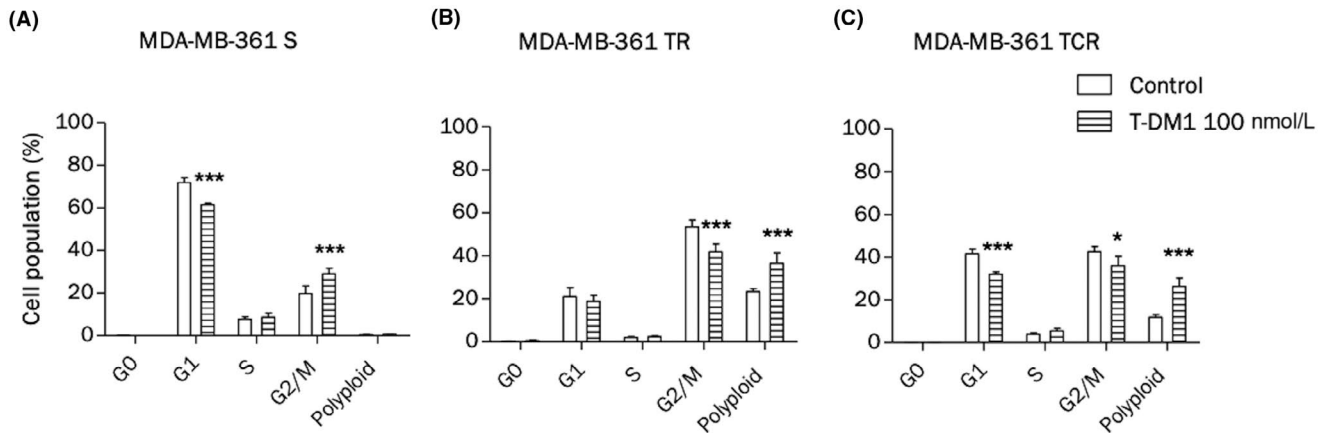 (A)
MDA-MB-361 S
Cell population (%)
100
80
60
40
20
0
***
***
G0
G1
S
G2/M
Polyploid
(B)
MDA-MB-361 TR
100
80
60
40
20
0
***
***
G0
G1
S
G2/M
Polyploid
(C)
MDA-MB-361 TCR
Control
T-DM1 100 nmol/L
100
80
60
40
20
0
***
*
***
G0
G1
S
G2/M
Polyploid